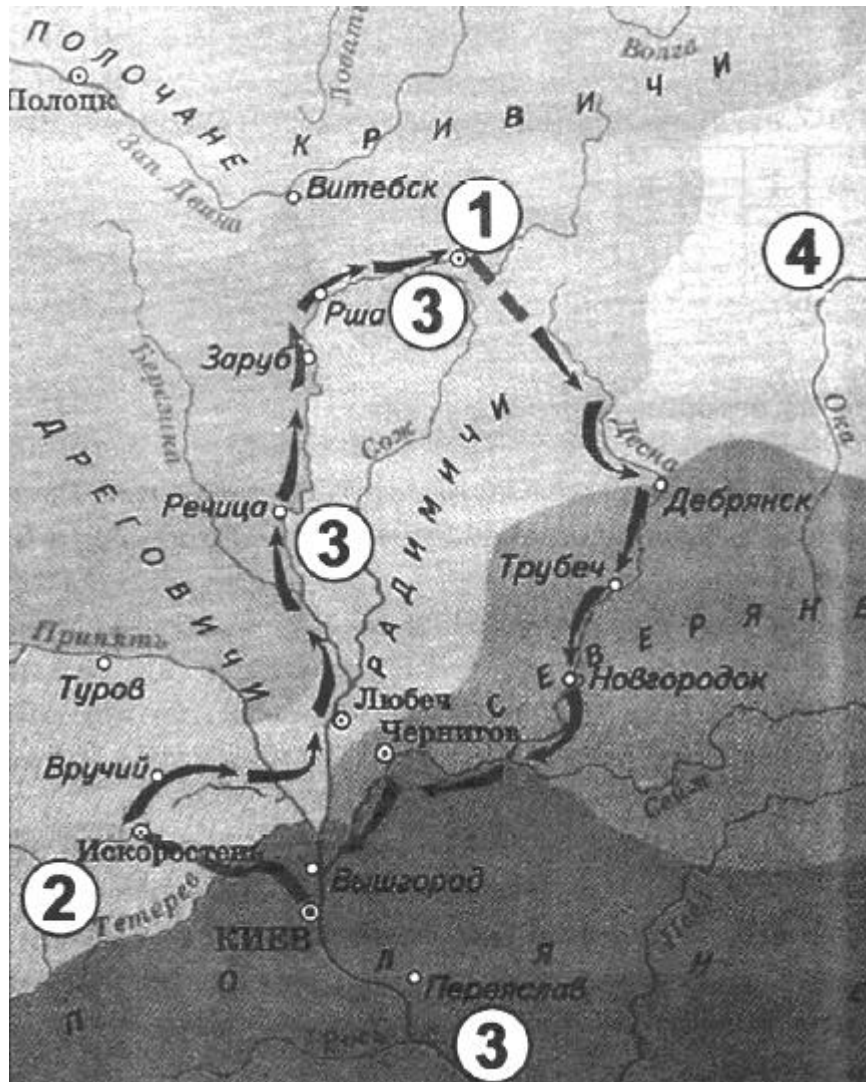 ПОЛОЧАНЕ
Полоцк
Ловать
Волга
КРИВИЧИ
Зап. Двина
Витебск
1
4
Рша
3
Заруб
Березина
Сож
Десна
Ока
ДРЕГОВИЧИ
РАДИМИЧИ
Речица
3
Дебрянск
Трубеч
СЕВЕРЯНЕ
Припять
Туров
Новгородок
Любеч
Чернигов
Вручий
Сейм
Искоростень
2
Тетерев
Вышгород
КИЕВ
ПОЛЯН
Переяслав
3